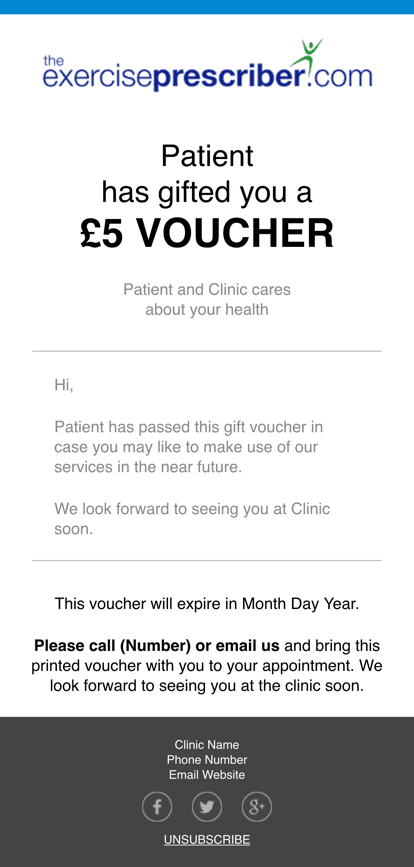 the
exerciseprescriber.com
Patient
has gifted you a
£5 VOUCHER
Patient and Clinic cares
about your health
Hi,
Patient has passed this gift voucher in
case you may like to make use of our
services in the near future.
We look forward to seeing you at Clinic
soon.
This voucher will expire in Month Day Year.
Please call (Number) or email us and bring this
printed voucher with you to your appointment. We
look forward to seeing you at the clinic soon.
Clinic Name
Phone Number
Email Website
f g+
UNSUBSCRIBE